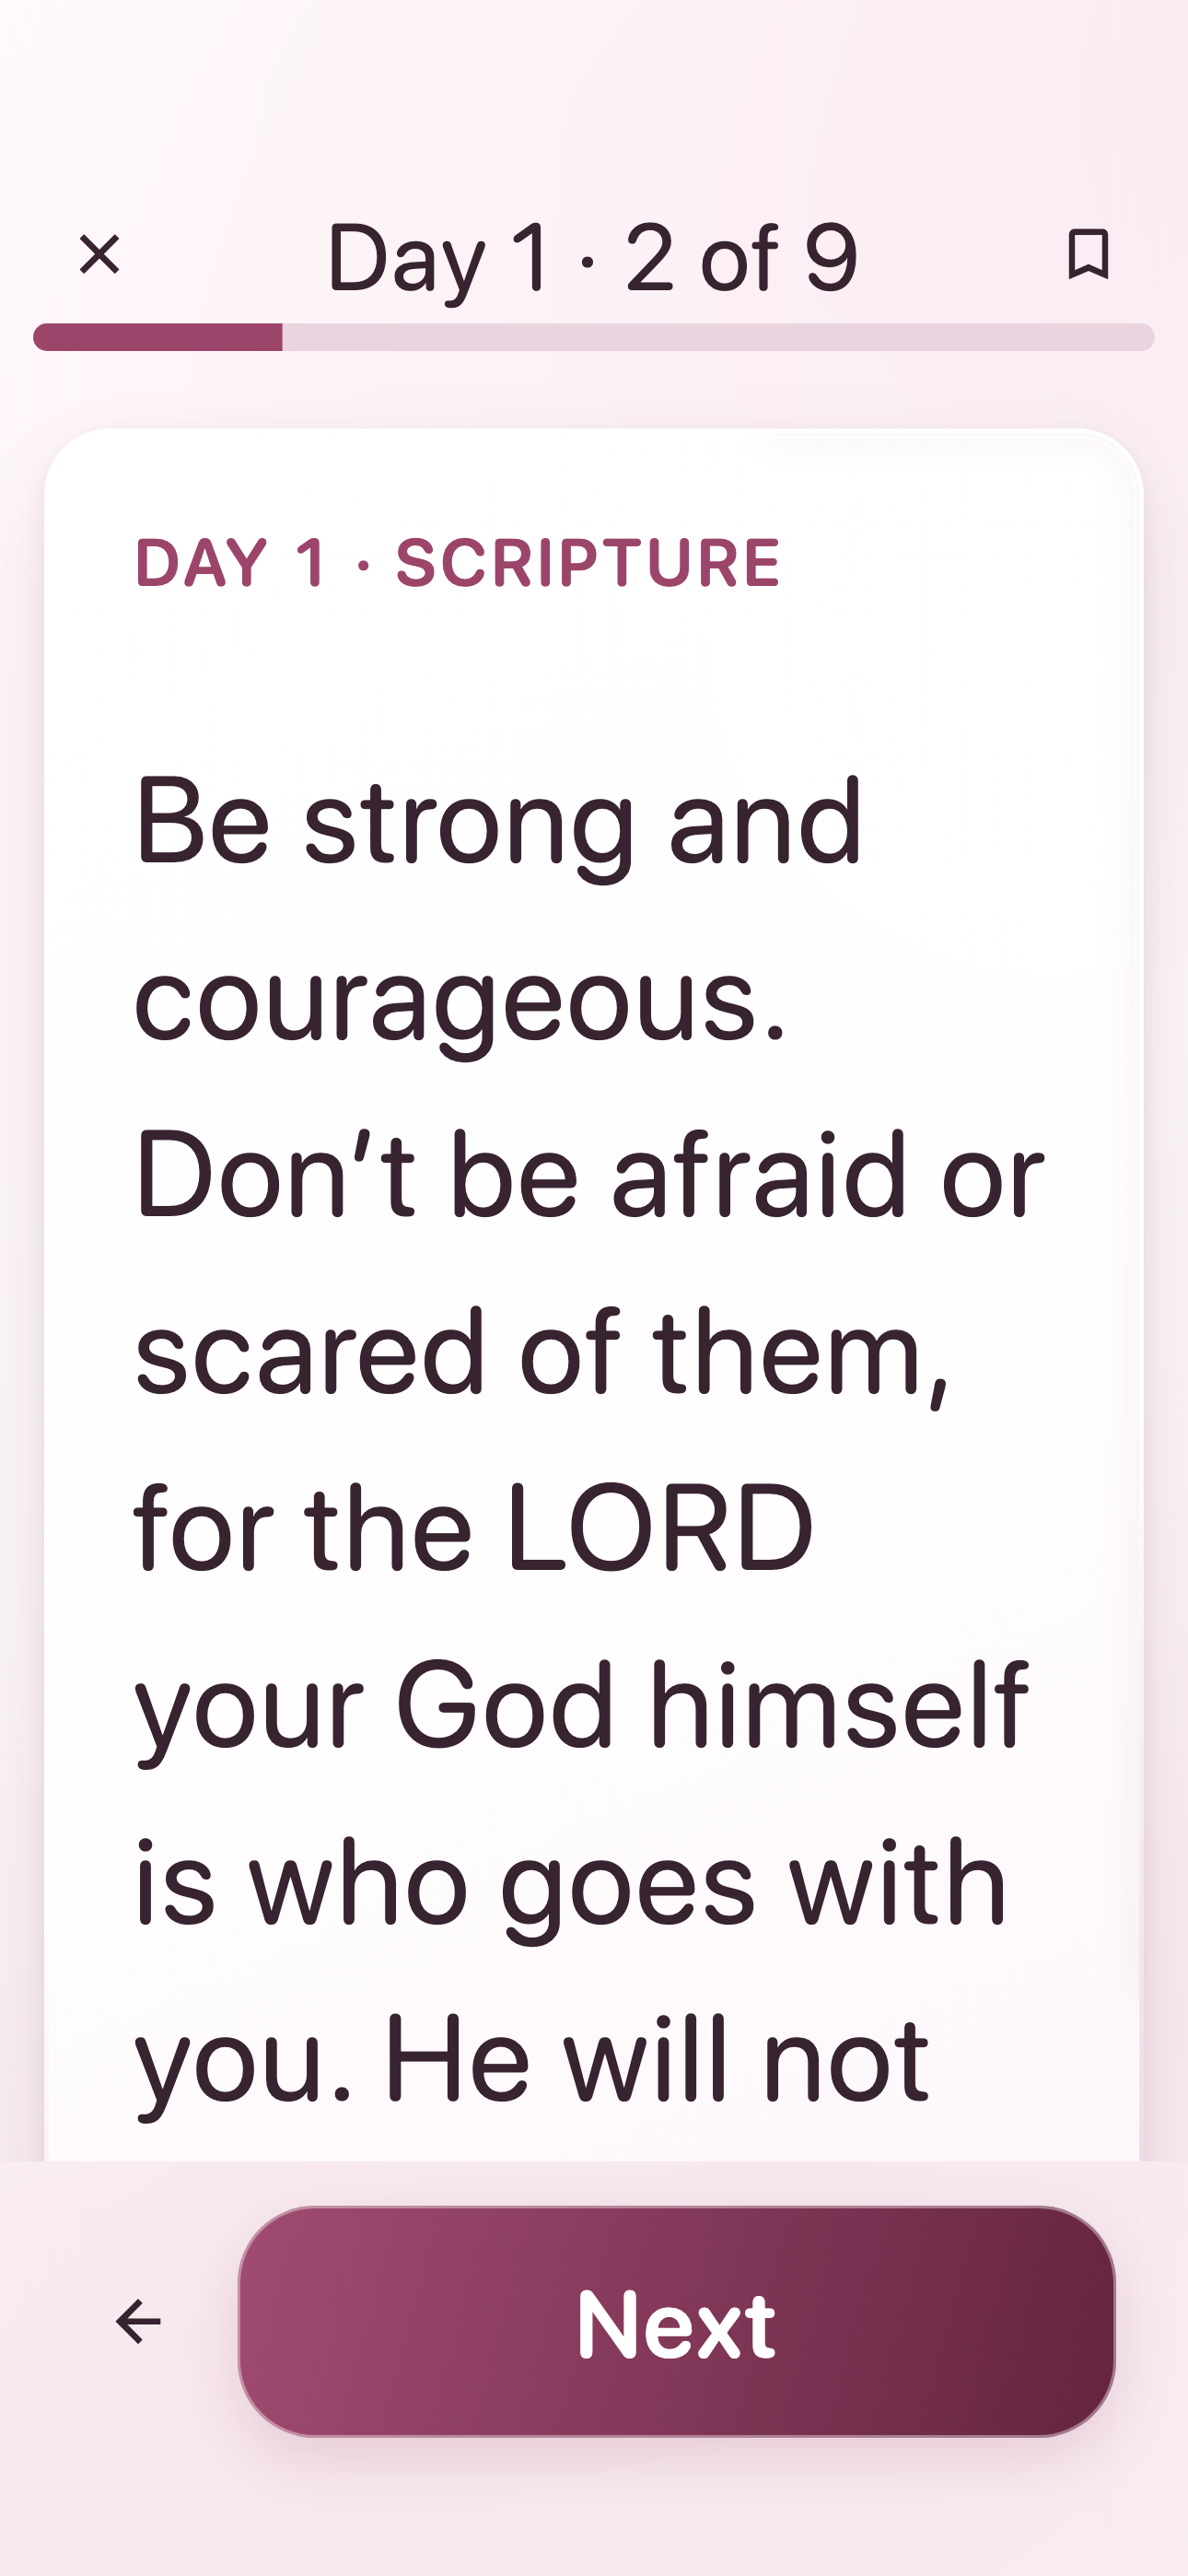 Day 1 · 2 of 9
DAY 1 · SCRIPTURE
Be strong and
courageous.
Don’t be afraid or
scared of them,
for the LORD
your God himself
is who goes with
you. He will not
Next